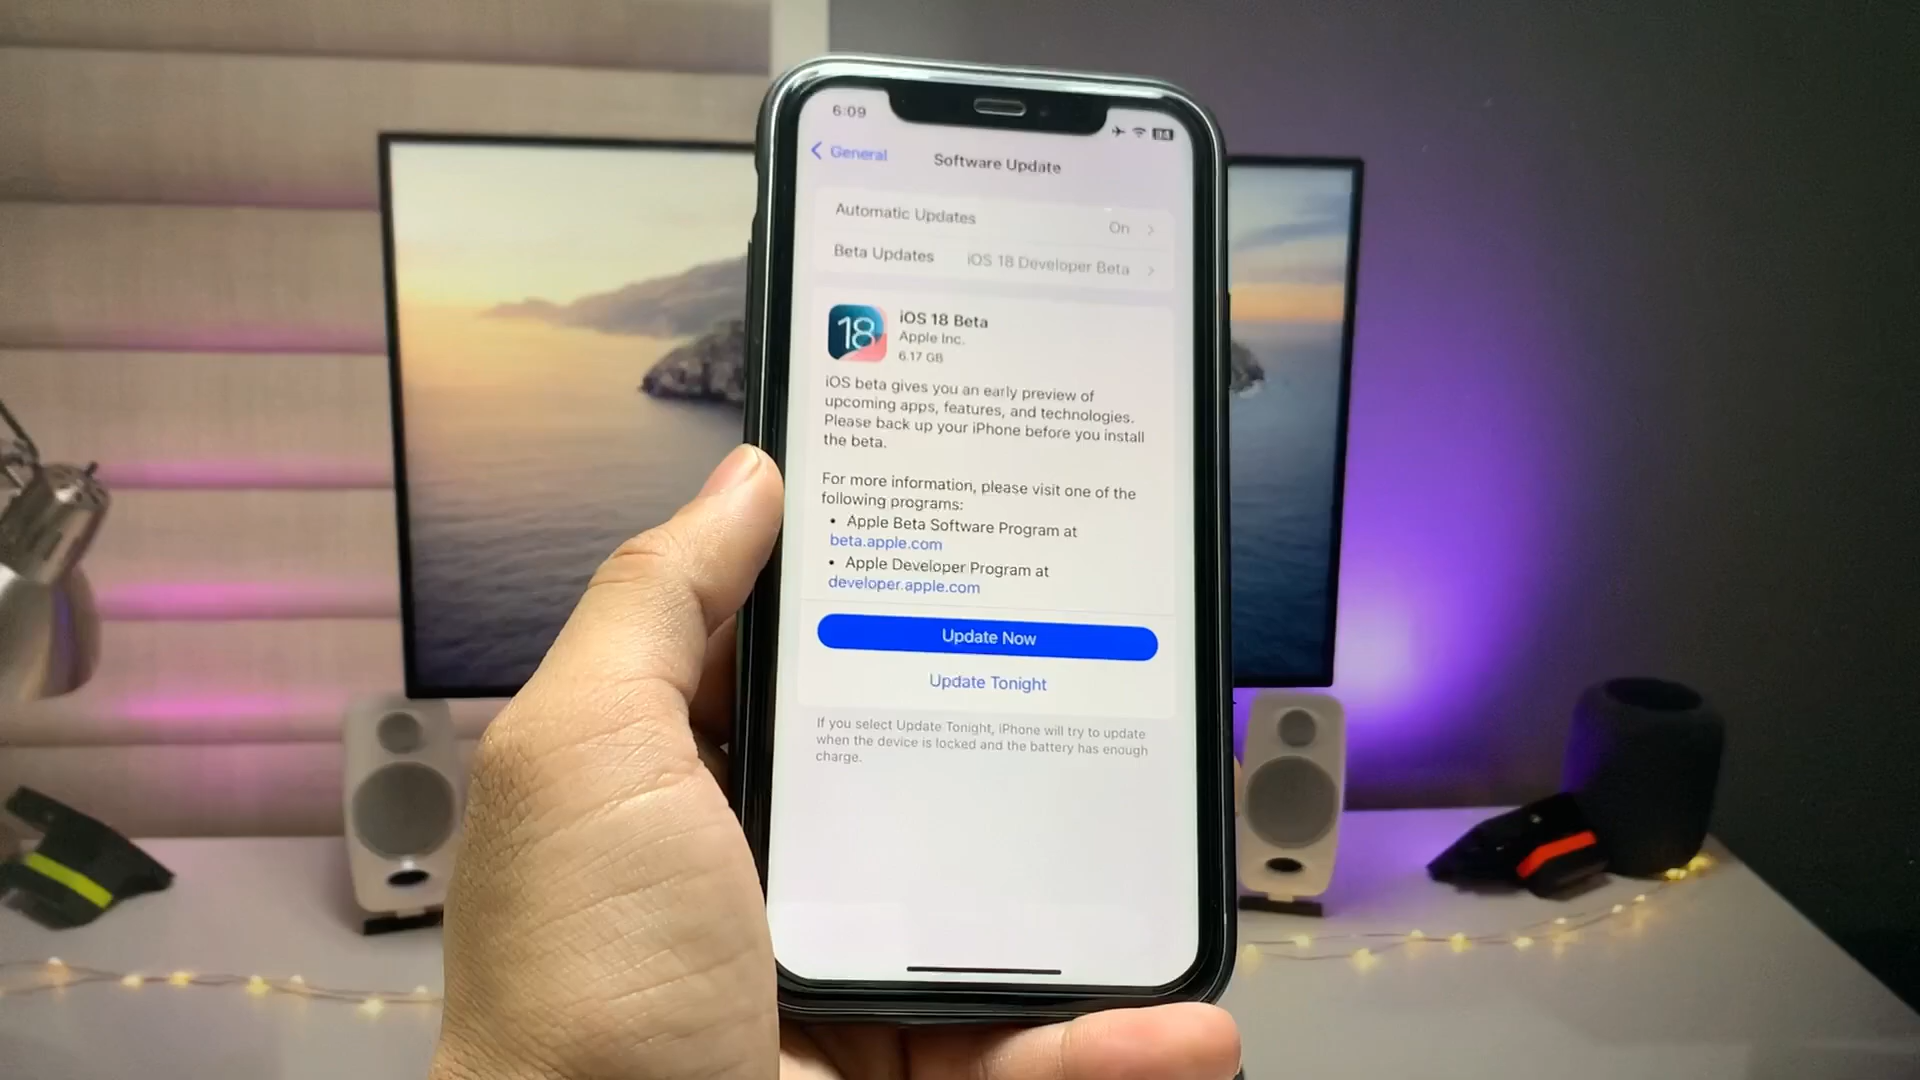 6:09
84
General
Software Update
Automatic Updates On
Beta Updates iOS 18 Developer Beta
18
iOS 18 Beta
Apple Inc.
6.17 GB
iOS beta gives you an early preview of
upcoming apps, features, and technologies.
Please back up your iPhone before you install
the beta.
For more information, please visit one of the
following programs:
• Apple Beta Software Program at
beta.apple.com
• Apple Developer Program at
developer.apple.com
Update Now
Update Tonight
If you select Update Tonight, iPhone will try to update
when the device is locked and the battery has enough
charge.